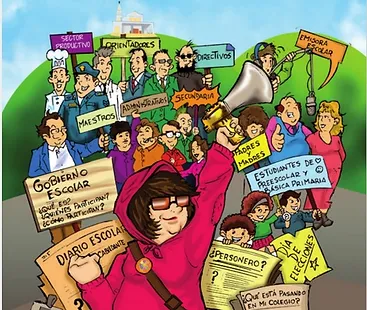 SECTOR
PRODUCTIVO
ORIENTADORES
DIRECTIVOS
EMISORA
ESCOLAR
MAESTROS
ADMINISTRATIVOS
SECUNDARIA
PADRES
MADRES
GOBIERNO
ESCOLAR
¿QUÉ ES?
¿QUIÉNES PARTICIPAN?
¿CÓMO PARTICIPAN?
ESTUDIANTES DE
PREESCOLAR Y
BÁSICA PRIMARIA
DIARIO ESCOLAR
¿PERSONERO?
DÍA
DE
ELECCIONES
¿QUÉ ESTÁ PASANDO
EN MI COLEGIO?